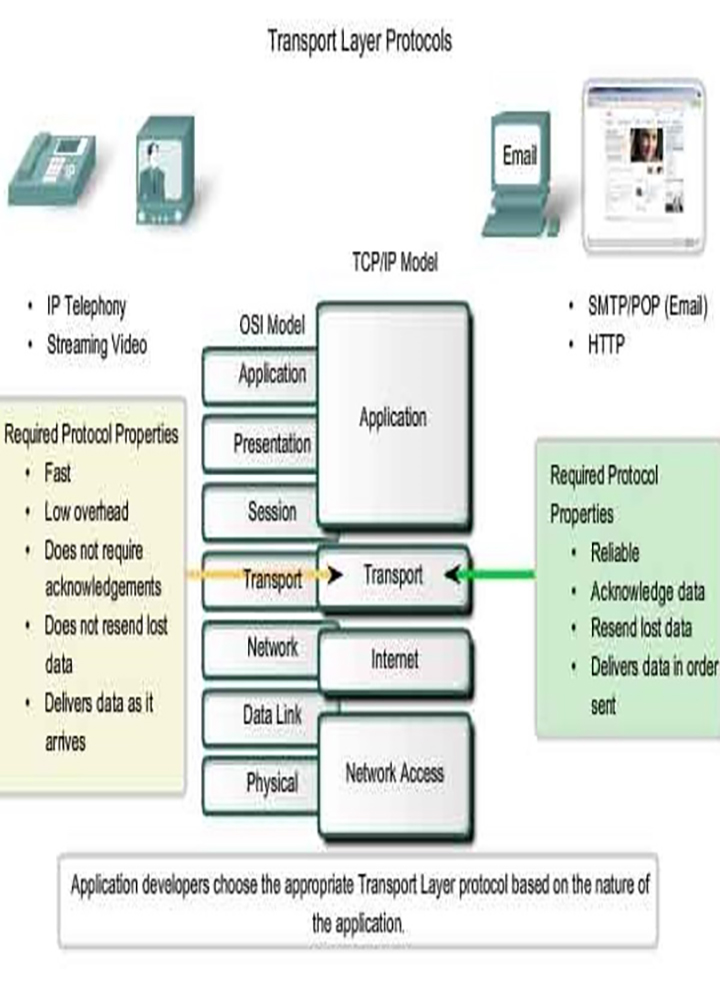 Transport Layer Protocols
Email
TCP/IP Model
• IP Telephony
• Streaming Video
• SMTP/POP (Email)
• HTTP
OSI Model
Application
Presentation
Session
Transport
Network
Data Link
Physical
Application
Transport
Internet
Network Access
Required Protocol Properties
• Fast
• Low overhead
• Does not require
acknowledgements
• Does not resend lost
data
• Delivers data as it
arrives
Required Protocol
Properties
• Reliable
• Acknowledge data
• Resend lost data
• Delivers data in order
sent
Application developers choose the appropriate Transport Layer protocol based on the nature of
the application.